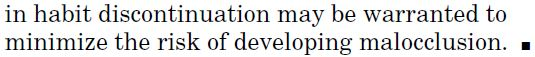 in habit discontinuation may be warranted to
minimize the risk of developing malocclusion. ■